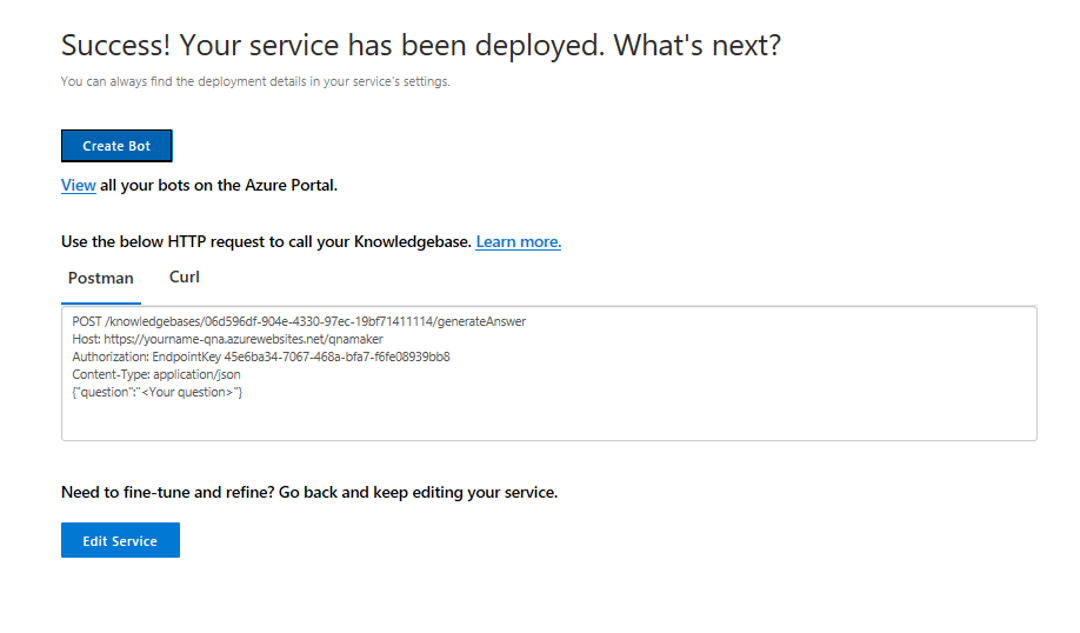 Success! Your service has been deployed. What's next?
You can always find the deployment details in your service's settings.
Create Bot
View all your bots on the Azure Portal.
Use the below HTTP request to call your Knowledgebase. Learn more.
Postman Curl
POST /knowledgebases/06d596df-904e-4330-97ec-19bf71411114/generateAnswer
Host: https://yourname-qna.azurewebsites.net/qnamaker
Authorization: EndpointKey 45e6ba34-7067-468a-bfa7-f6fe08939bb8
Content-Type: application/json
{"question":"<Your question>"}
Need to fine-tune and refine? Go back and keep editing your service.
Edit Service